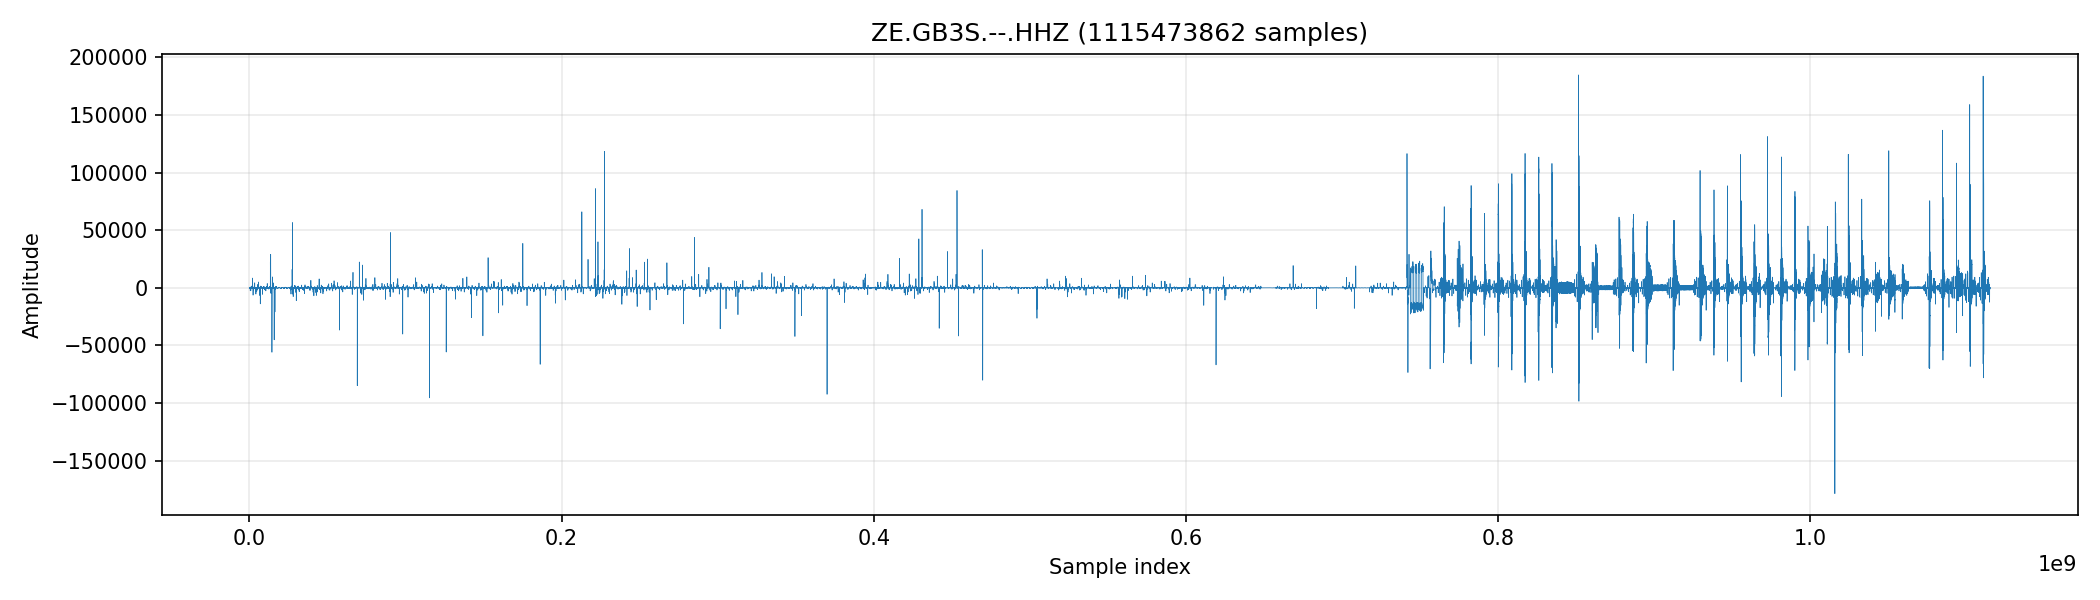 ZE.GB3S.--.HHZ (1115473862 samples)
200000
150000
100000
50000
0
−50000
−100000
−150000
Amplitude
0.0 0.2 0.4 0.6 0.8 1.0
1e9
Sample index